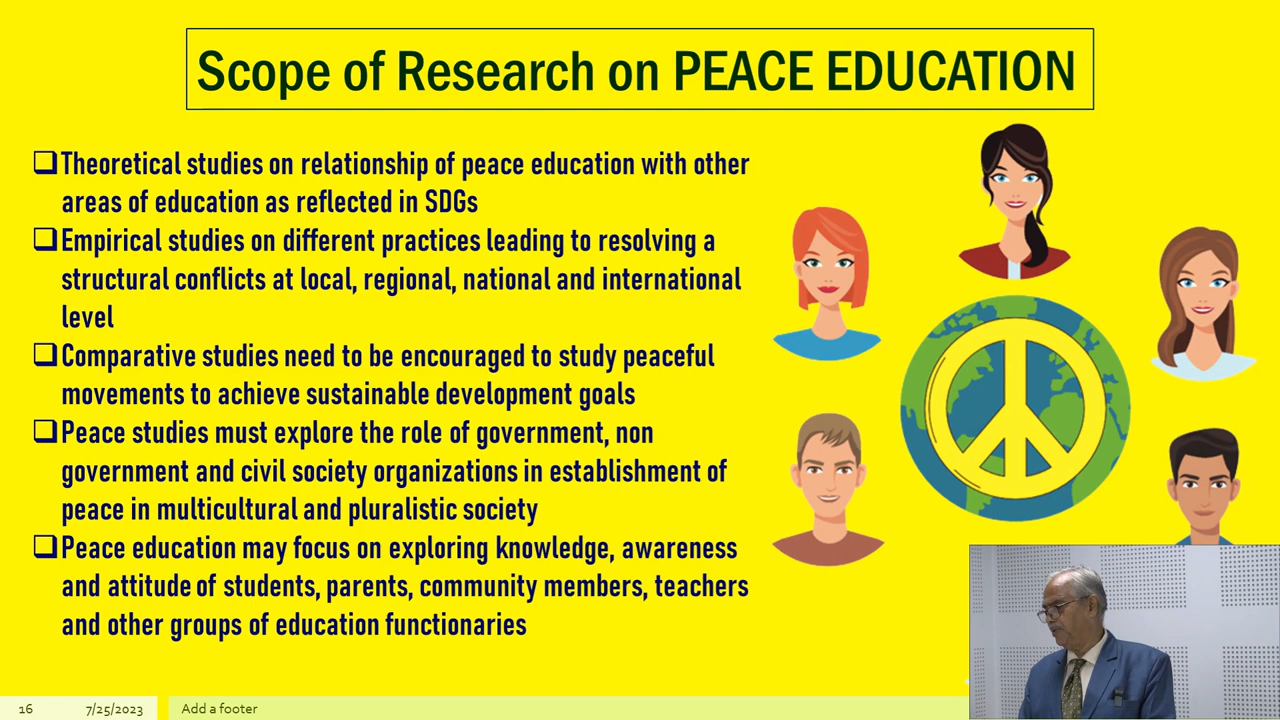 Scope of Research on PEACE EDUCATION
Theoretical studies on relationship of peace education with other
areas of education as reflected in SDGs
Empirical studies on different practices leading to resolving a
structural conflicts at local, regional, national and international
level
Comparative studies need to be encouraged to study peaceful
movements to achieve sustainable development goals
Peace studies must explore the role of government, non
government and civil society organizations in establishment of
peace in multicultural and pluralistic society
Peace education may focus on exploring knowledge, awareness
and attitude of students, parents, community members, teachers
and other groups of education functionaries
16 7/25/2023 Add a footer